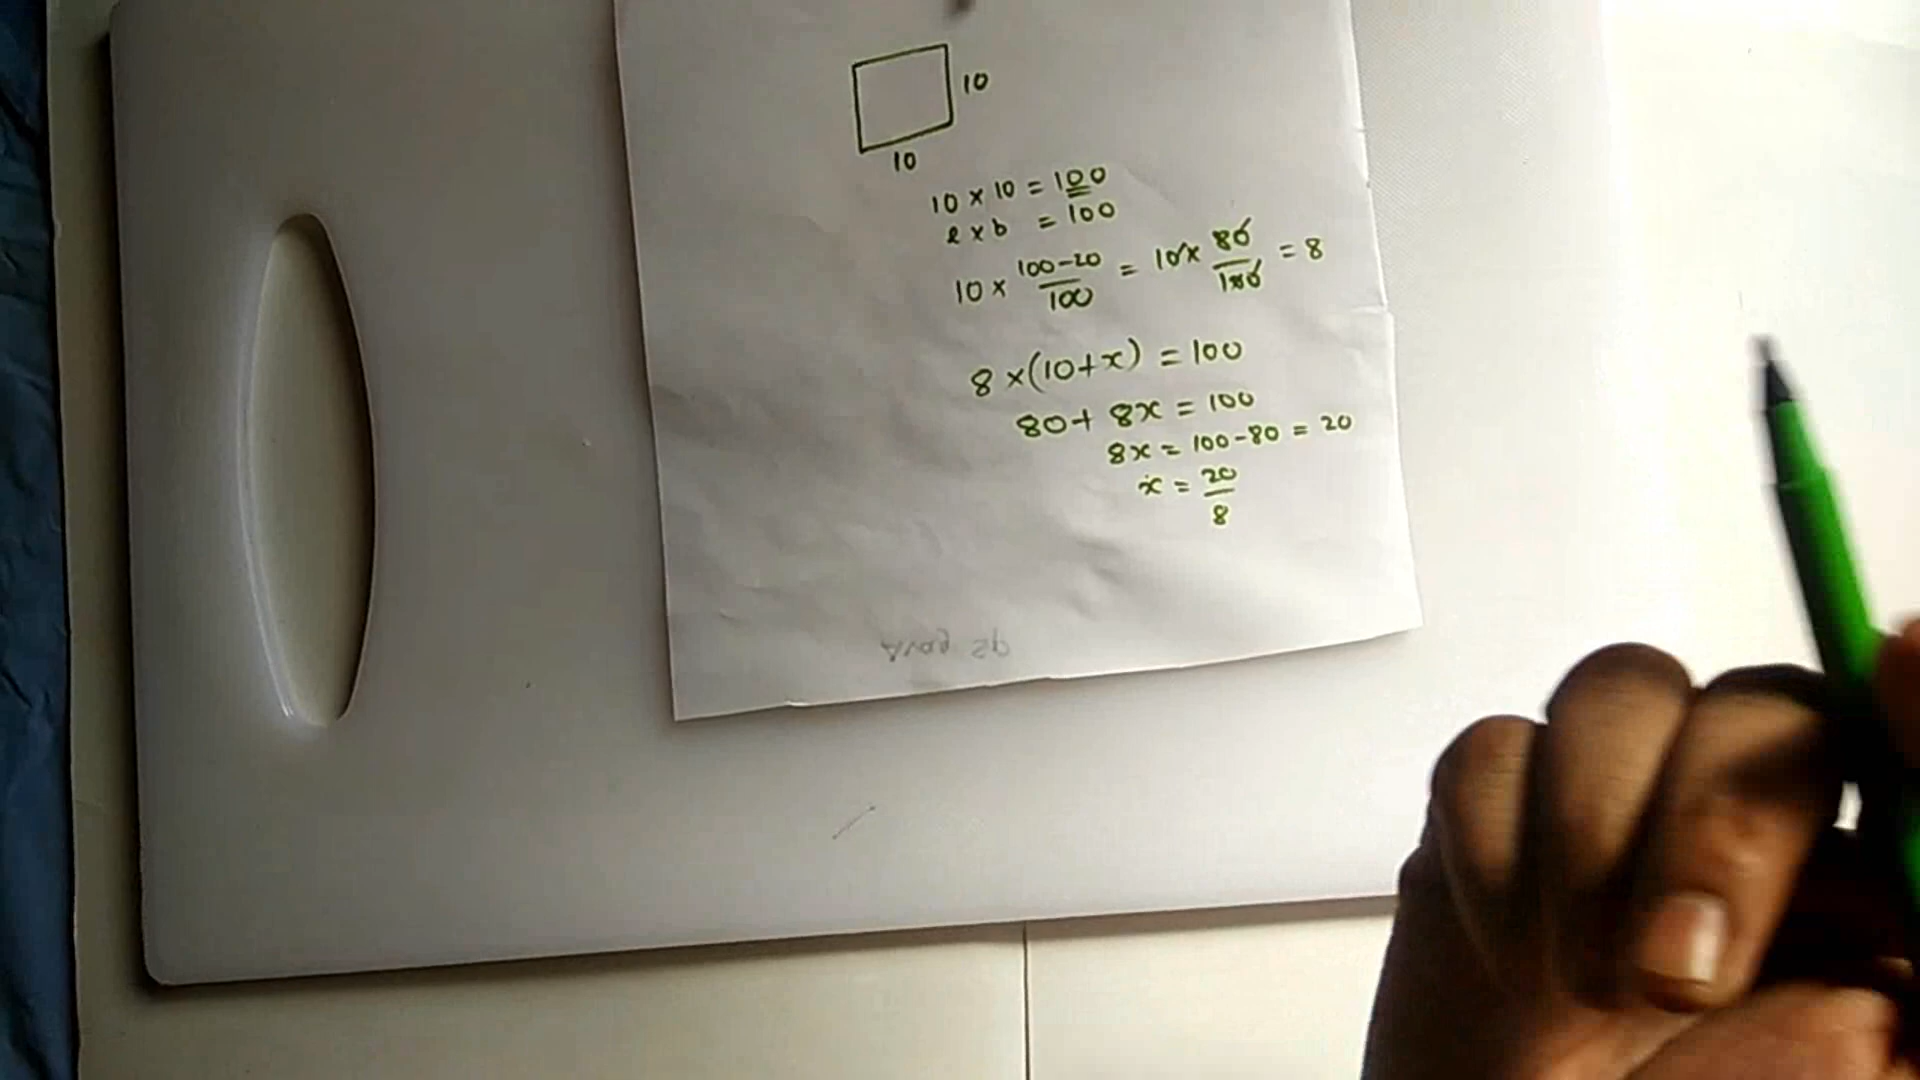 10
10
10 × 10 = 100
l × b = 100
10 × (100-20)/100 = 10 × 80/100 = 8
8 ×(10+x) = 100
80+ 8x = 100
8x = 100-80 = 20
x = 20/8